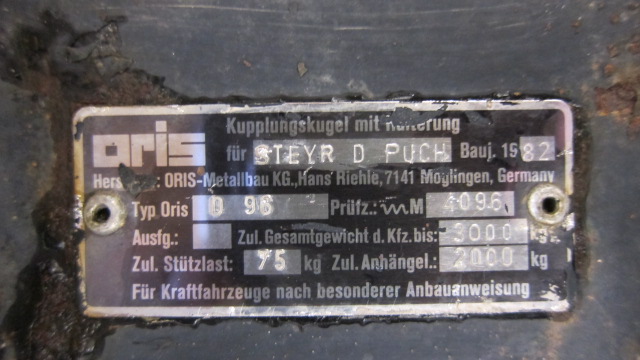 oris
Kupplungskugel mit Halterung
für STEYR D PUCH Bauj. 1982
Hers : ORIS-Metallbau KG., Hans Riehle, 7141 Möglingen, Germany
Typ Oris 96 Prüfz.: M 4096
Ausfg.: Zul. Gesamtgewicht d. Kfz. bis: 3000 kg
Zul. Stützlast: 75 kg Zul. Anhängel.: 2000 kg
Für Kraftfahrzeuge nach besonderer Anbauanweisung